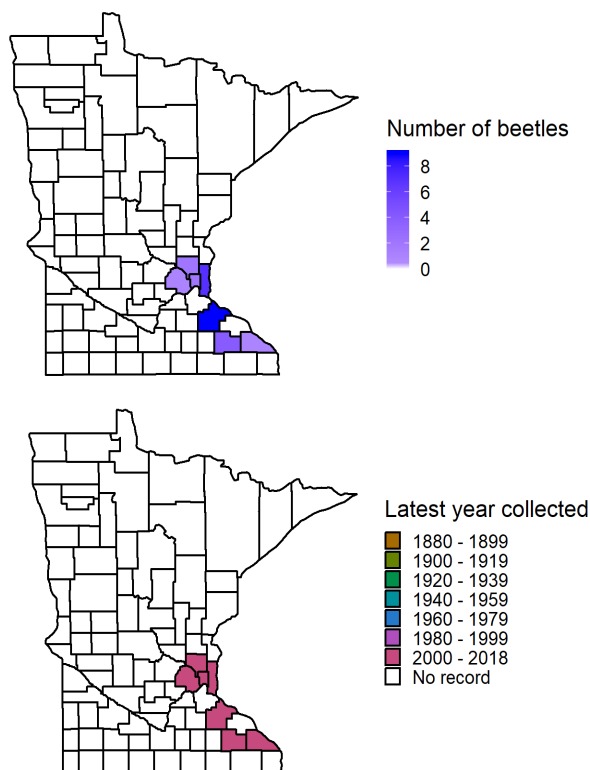 Number of beetles
8
6
4
2
0
Latest year collected
1880 - 1899
1900 - 1919
1920 - 1939
1940 - 1959
1960 - 1979
1980 - 1999
2000 - 2018
No record